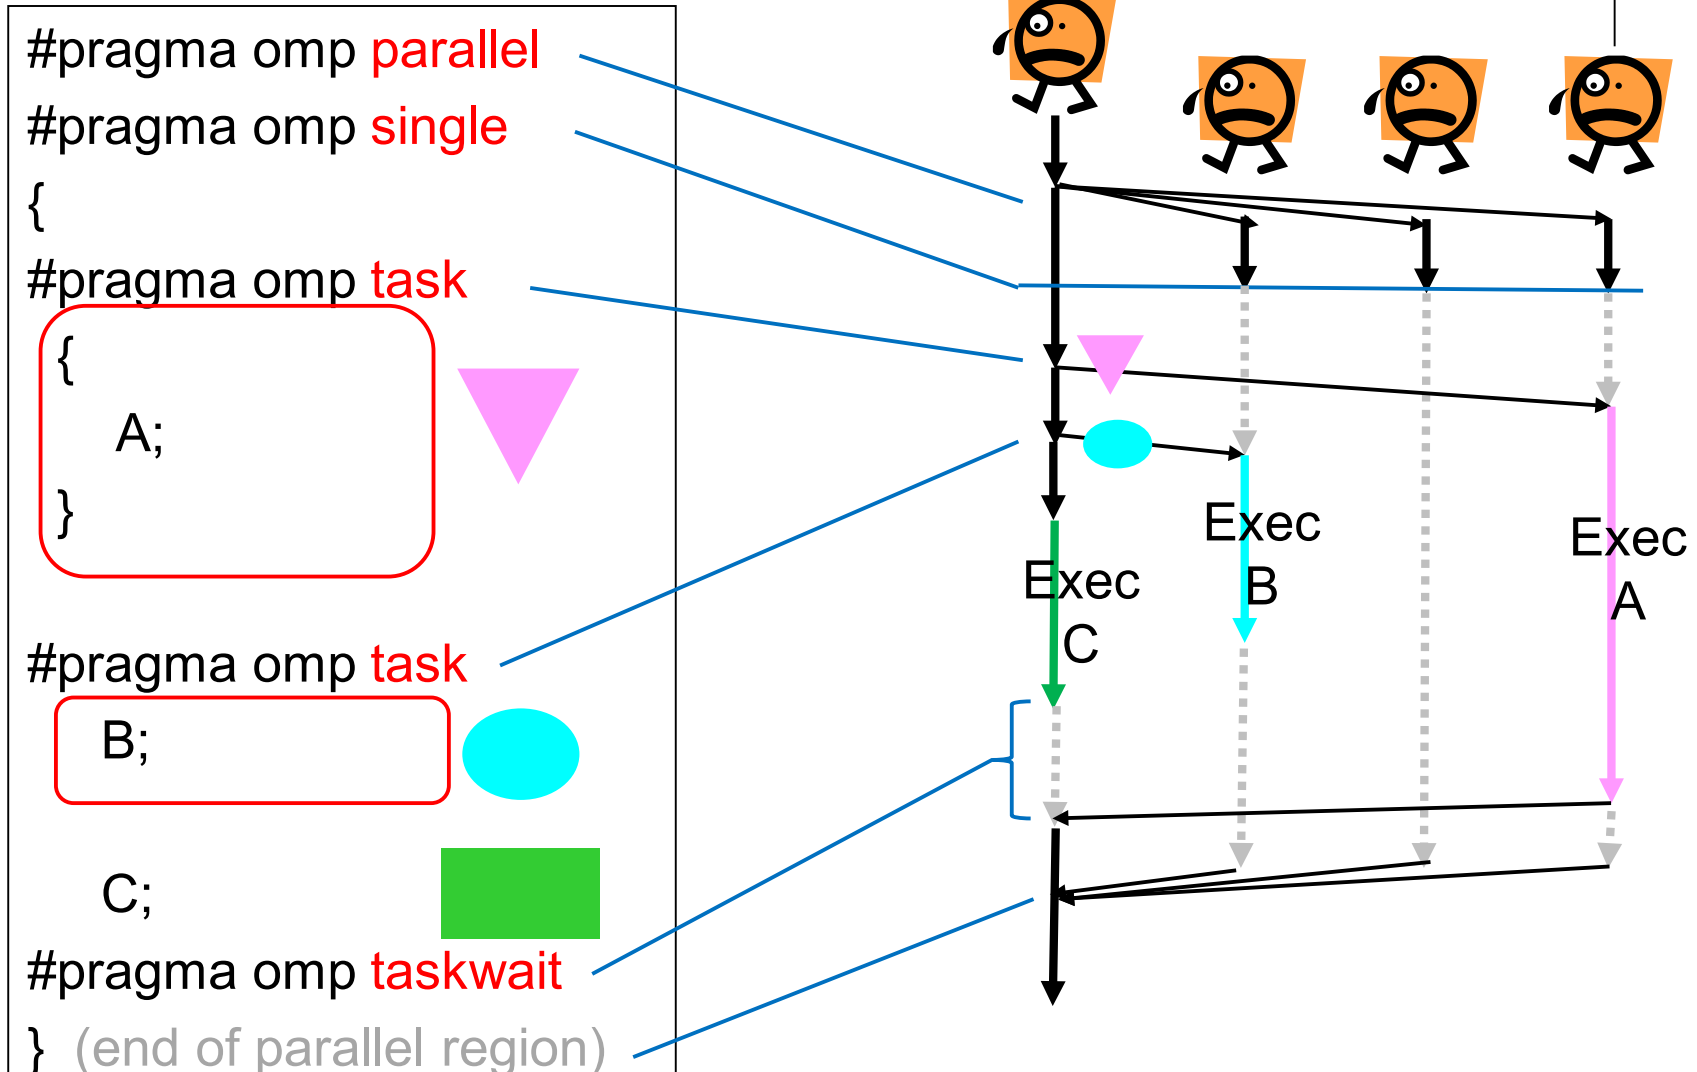 #pragma omp parallel
#pragma omp single
{
#pragma omp task
{
A;
}
#pragma omp task
B;
C;
#pragma omp taskwait
} (end of parallel region)
Exec
C
Exec
B
Exec
A